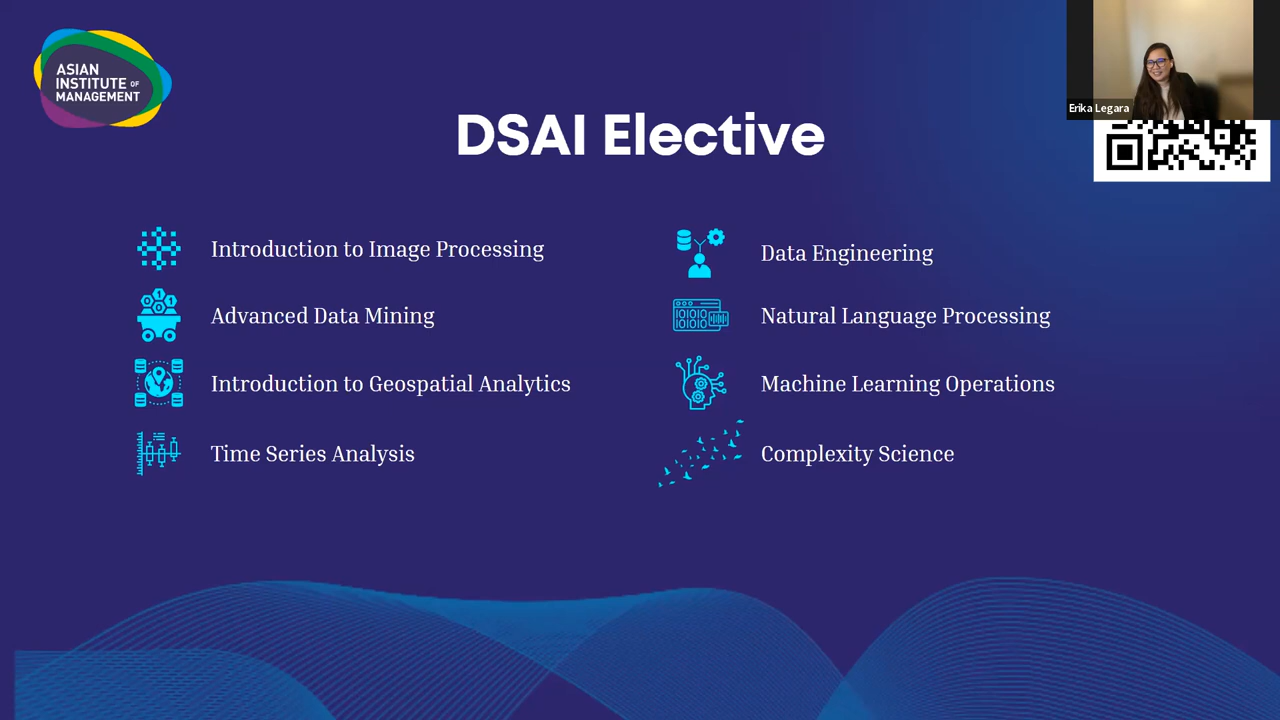 ASIAN
INSTITUTE OF
MANAGEMENT
Erika Legara
DSAI Elective
Introduction to Image Processing
Advanced Data Mining
Introduction to Geospatial Analytics
Time Series Analysis
Data Engineering
Natural Language Processing
Machine Learning Operations
Complexity Science